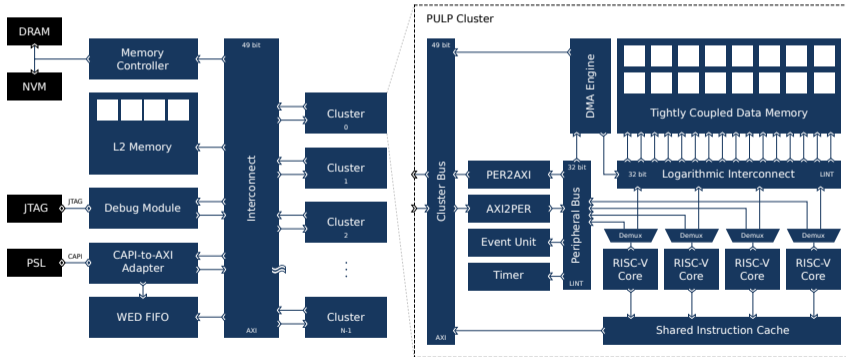 PULP Cluster
DRAM
NVM
Memory
Controller
L2 Memory
JTAG
JTAG
Debug Module
PSL
CAPI
CAPI-to-AXI
Adapter
WED FIFO
49 bit
Interconnect
AXI
Cluster
0
Cluster
1
Cluster
2
Cluster
N-1
49 bit
Cluster Bus
AXI
PER2AXI
AXI2PER
Event Unit
Timer
DMA Engine
32 bit
Peripheral Bus
LINT
Tightly Coupled Data Memory
32 bit
Logarithmic Interconnect
LINT
Demux
Demux
Demux
Demux
RISC-V
Core
RISC-V
Core
RISC-V
Core
RISC-V
Core
Shared Instruction Cache